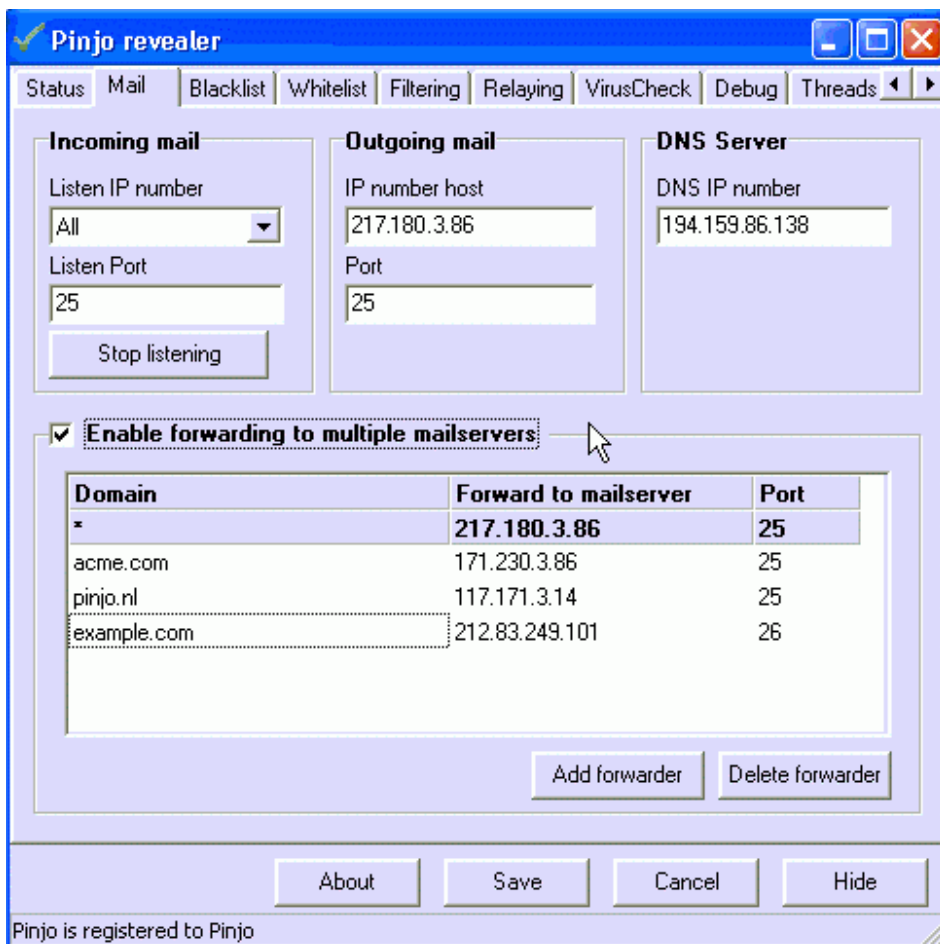 Pinjo revealer
Status Mail Blacklist Whitelist Filtering Relaying VirusCheck Debug Threads
Incoming mail Outgoing mail DNS Server
Listen IP number IP number host DNS IP number
All 217.180.3.86 194.159.86.138
Listen Port Port
25 25
Stop listening
Enable forwarding to multiple mailservers
Domain Forward to mailserver Port
* 217.180.3.86 25
acme.com 171.230.3.86 25
pinjo.nl 117.171.3.14 25
example.com 212.83.249.101 26
Add forwarder Delete forwarder
About Save Cancel Hide
Pinjo is registered to Pinjo